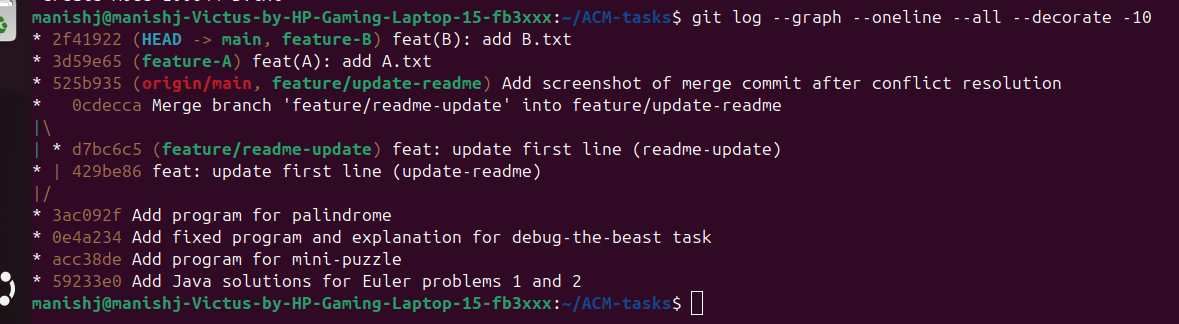 manishj@manishj-Victus-by-HP-Gaming-Laptop-15-fb3xxx:~/ACM-tasks$ git log --graph --oneline --all --decorate -10
* 2f41922 (HEAD -> main, feature-B) feat(B): add B.txt
* 3d59e65 (feature-A) feat(A): add A.txt
* 525b935 (origin/main, feature/update-readme) Add screenshot of merge commit after conflict resolution
*   0cdecca Merge branch 'feature/readme-update' into feature/update-readme
|\
| * d7bc6c5 (feature/readme-update) feat: update first line (readme-update)
* | 429be86 feat: update first line (update-readme)
|/
* 3ac092f Add program for palindrome
* 0e4a234 Add fixed program and explanation for debug-the-beast task
* acc38de Add program for mini-puzzle
* 59233e0 Add Java solutions for Euler problems 1 and 2
manishj@manishj-Victus-by-HP-Gaming-Laptop-15-fb3xxx:~/ACM-tasks$